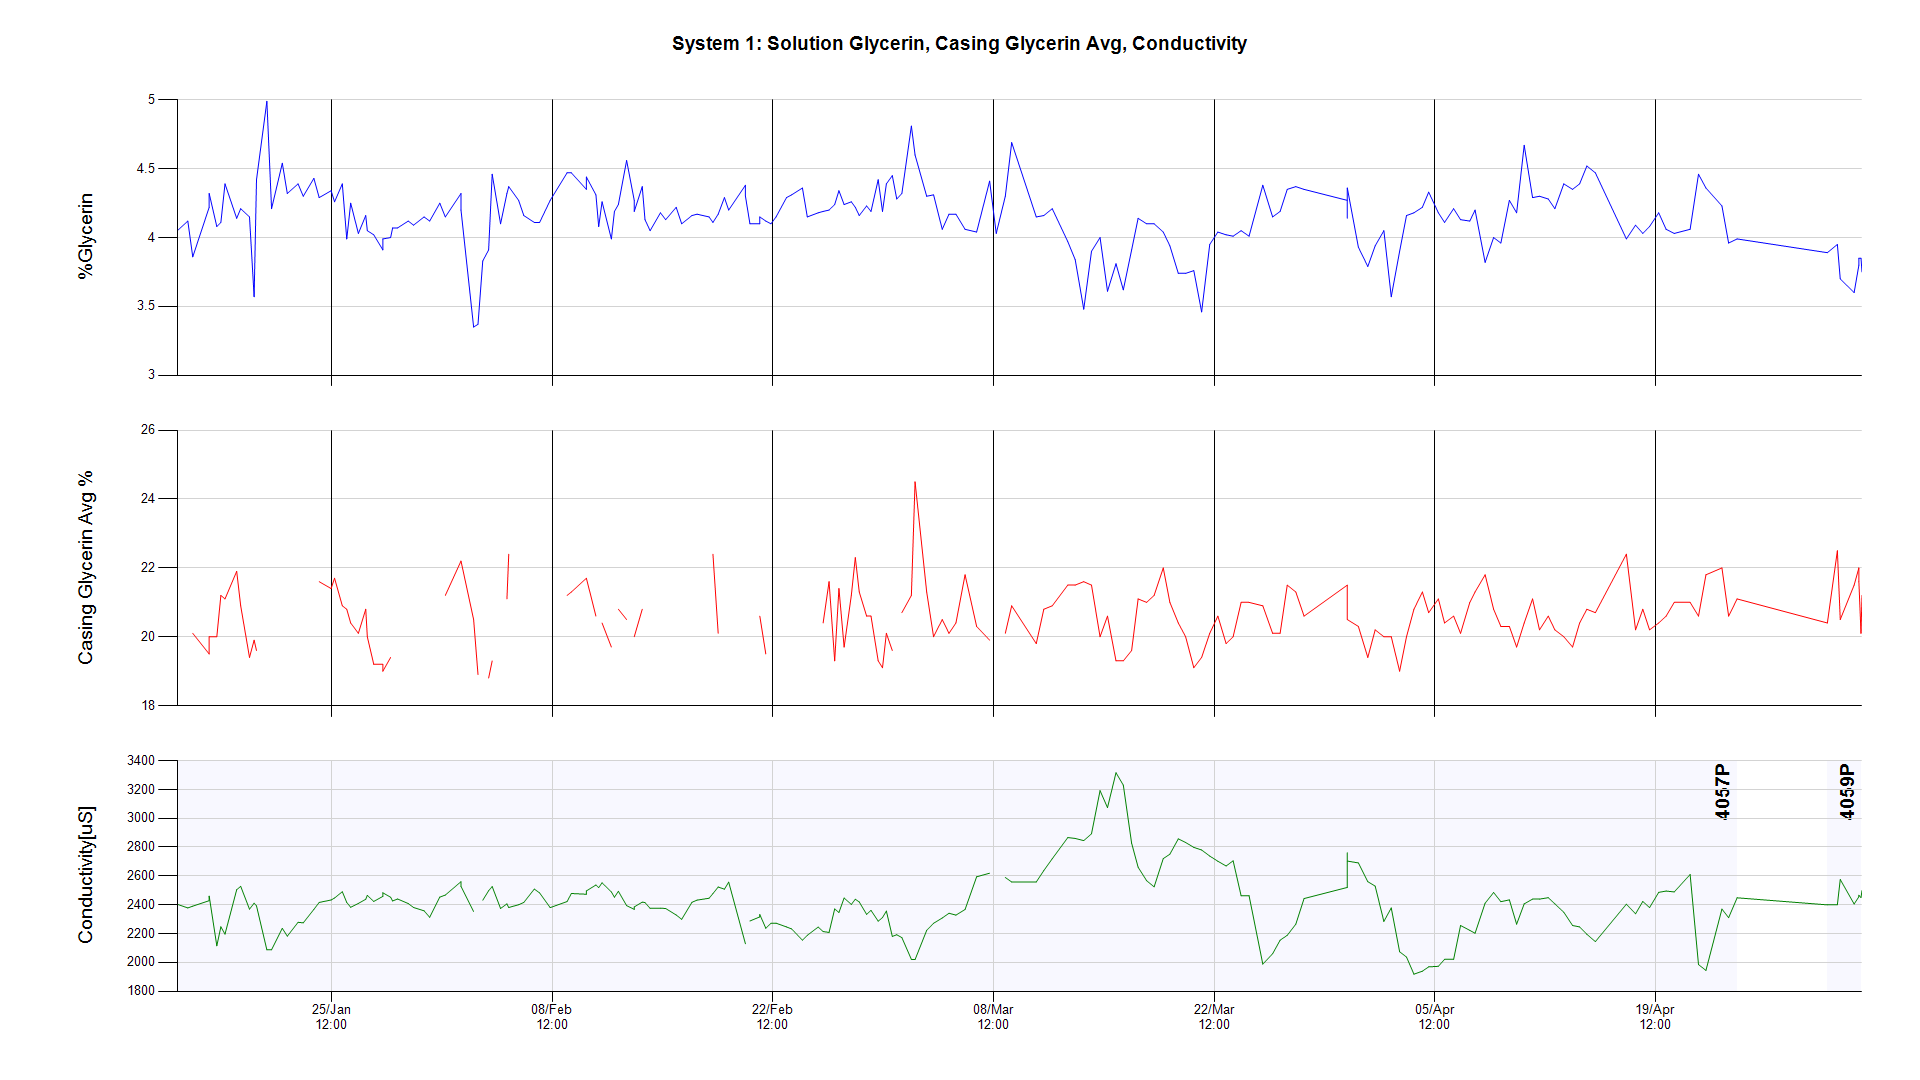 System 1: Solution Glycerin, Casing Glycerin Avg, Conductivity
%Glycerin
5
4.5
4
3.5
3
Casing Glycerin Avg %
26
24
22
20
18
Conductivity[uS]
3400
3200
3000
2800
2600
2400
2200
2000
1800
4057P
4059P
25/Jan
12:00
08/Feb
12:00
22/Feb
12:00
08/Mar
12:00
22/Mar
12:00
05/Apr
12:00
19/Apr
12:00